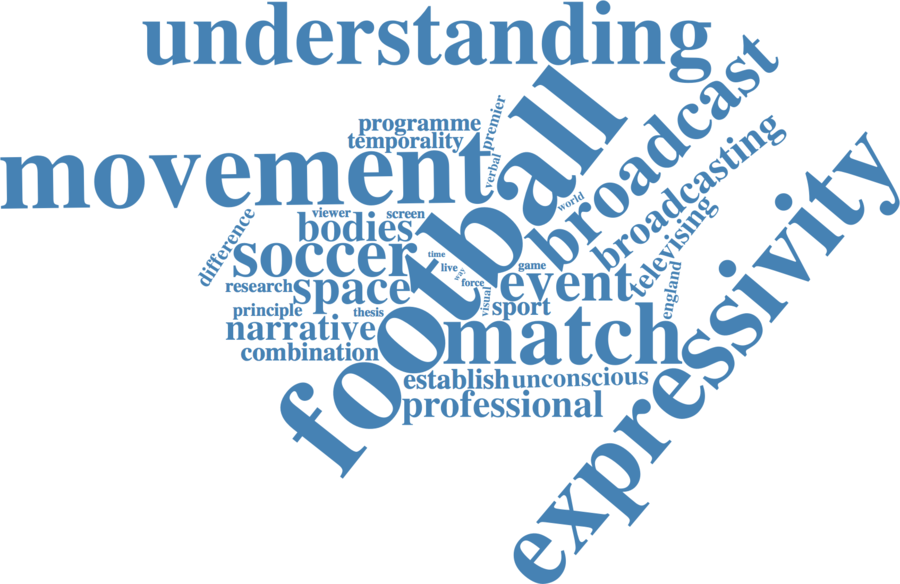 understanding
broadcast
football
premier
programme
temporality
verbal
movement
broadcasting
expressivity
world
difference
viewer
screen
bodies
televising
soccer
time
live
way
game
force
event
england
research
space
visual
sport
principle
thesis
narrative
match
combination
establish
unconscious
professional